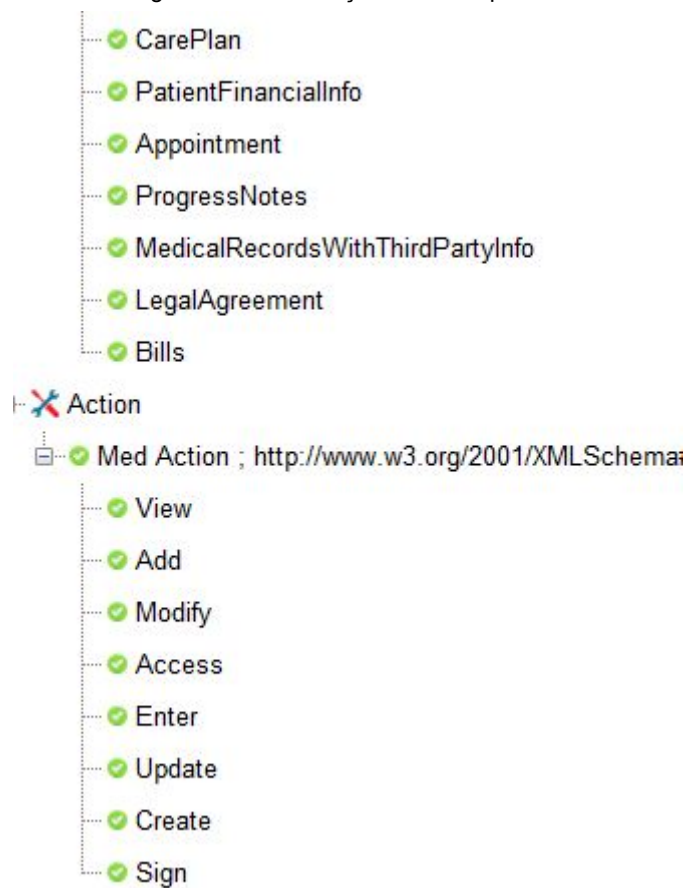 CarePlan
PatientFinancialInfo
Appointment
ProgressNotes
MedicalRecordsWithThirdPartyInfo
LegalAgreement
Bills
Action
Med Action ; http://www.w3.org/2001/XMLSchema#
View
Add
Modify
Access
Enter
Update
Create
Sign